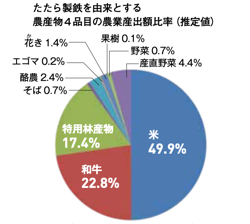 たたら製鉄を由来とする
農産物4品目の農業産出額比率（推定値）
果樹 0.1%
か
花き 1.4%
野菜 0.7%
エゴマ 0.2%
産直野菜 4.4%
酪農 2.4%
そば 0.7%
特用林産物
17.4%
米
49.9%
和牛
22.8%